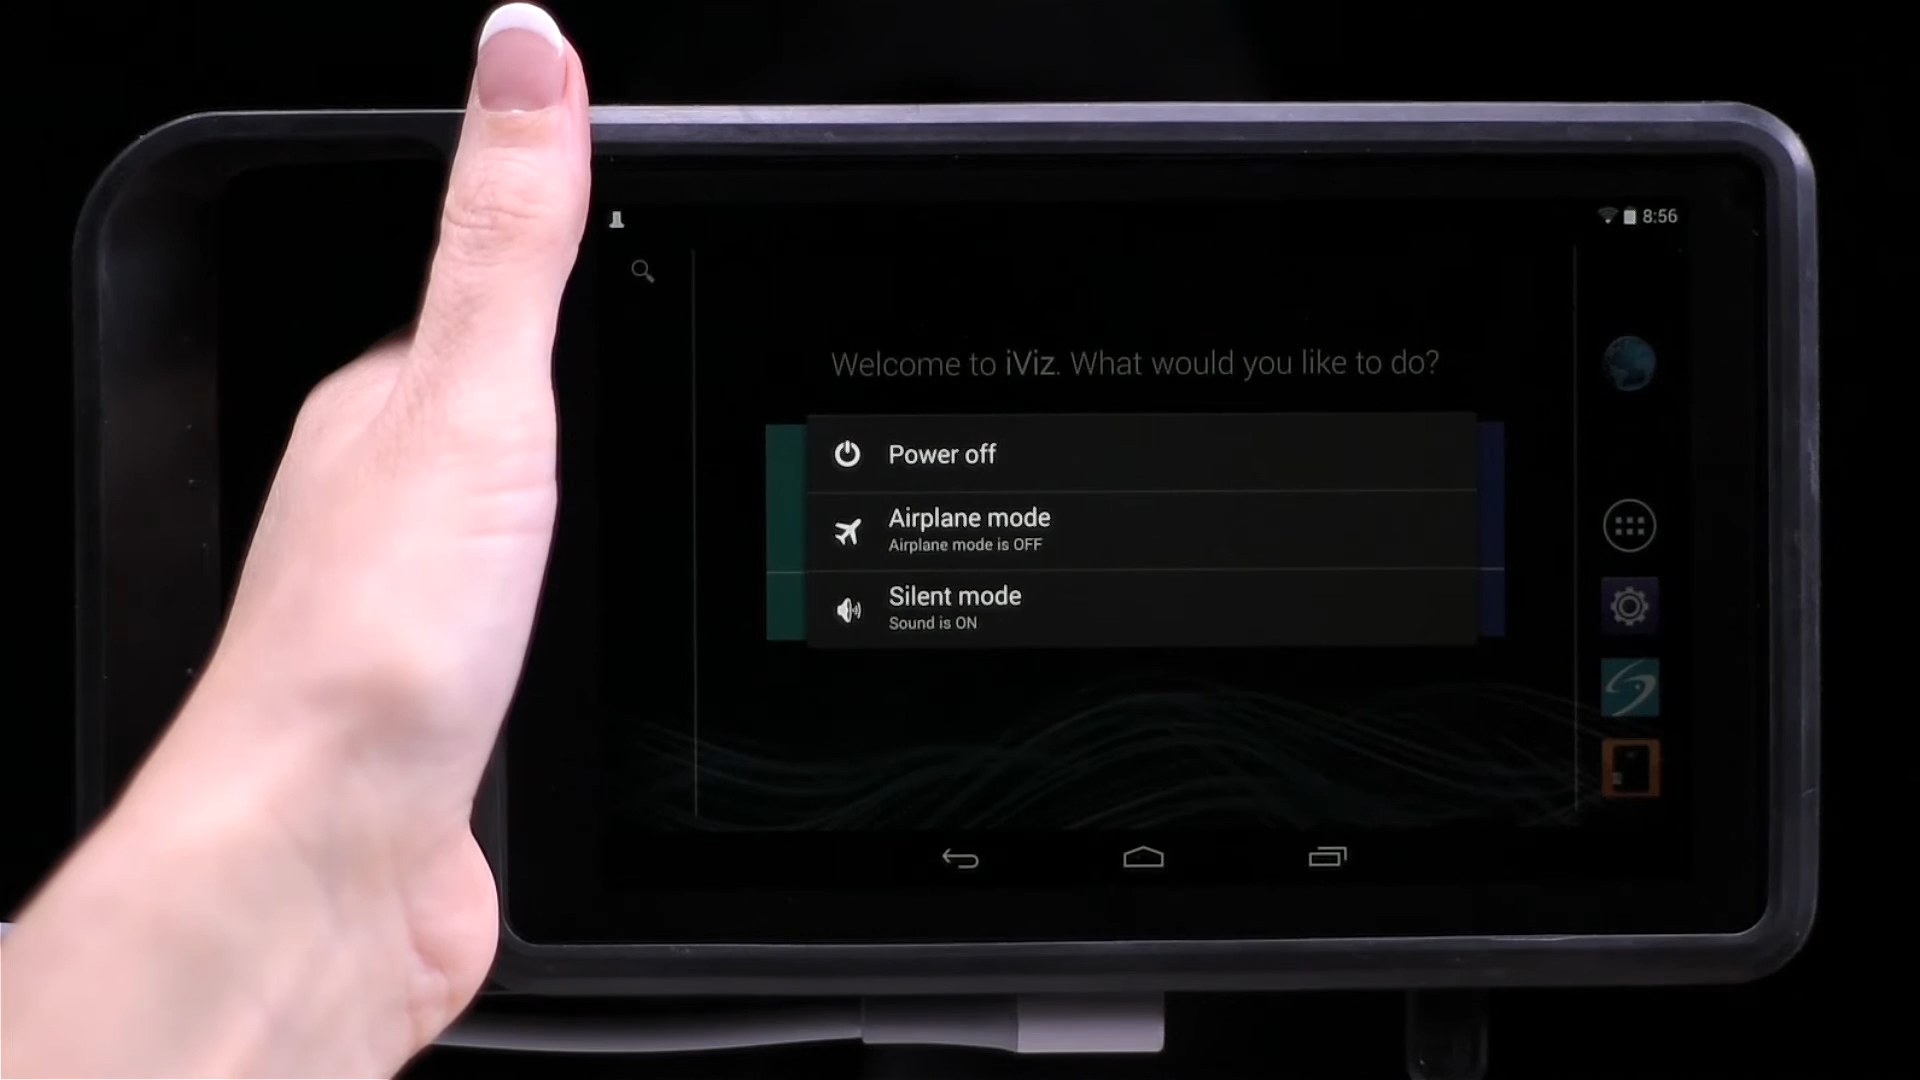 8:56
Welcome to iViz. What would you like to do?
Power off
Airplane mode
Airplane mode is OFF
Silent mode
Sound is ON